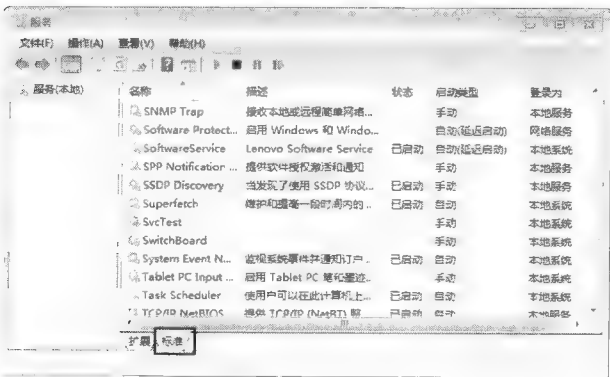 服务
文件(F) 操作(A) 查看(V) 帮助(H)
服务(本地)
名称 描述 状态 启动类型 登录为
SNMP Trap 接收本地或远程简单网络... 手动 本地服务
Software Protect... 启用 Windows 和 Windo... 自动(延迟启动) 网络服务
SoftwareService Lenovo Software Service 已启动 自动(延迟启动) 本地系统
SPP Notification ... 提供软件授权激活和通知 手动 本地服务
SSDP Discovery 当发现了使用 SSDP 协议... 已启动 手动 本地服务
Superfetch 维护和提高一段时间内的... 已启动 自动 本地系统
SvcTest 手动 本地系统
SwitchBoard 手动 本地系统
System Event N... 监视系统事件并通知订户... 已启动 自动 本地系统
Tablet PC Input ... 启用 Tablet PC 笔和墨迹... 手动 本地系统
Task Scheduler 使用户可以在此计算机上... 已启动 自动 本地系统
TCP/IP NetBIOS 提供 TCP/IP (NetBT) 服 已启动 自动 本地服务
扩展 标准